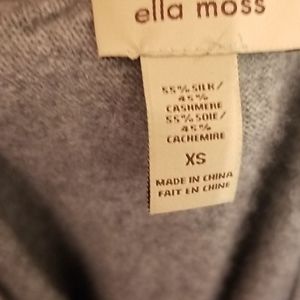 ella moss
55% SILK/
45%
CASHMERE
55% SOIE/
45%
CACHEMIRE
XS
MADE IN CHINA
FAIT EN CHINE